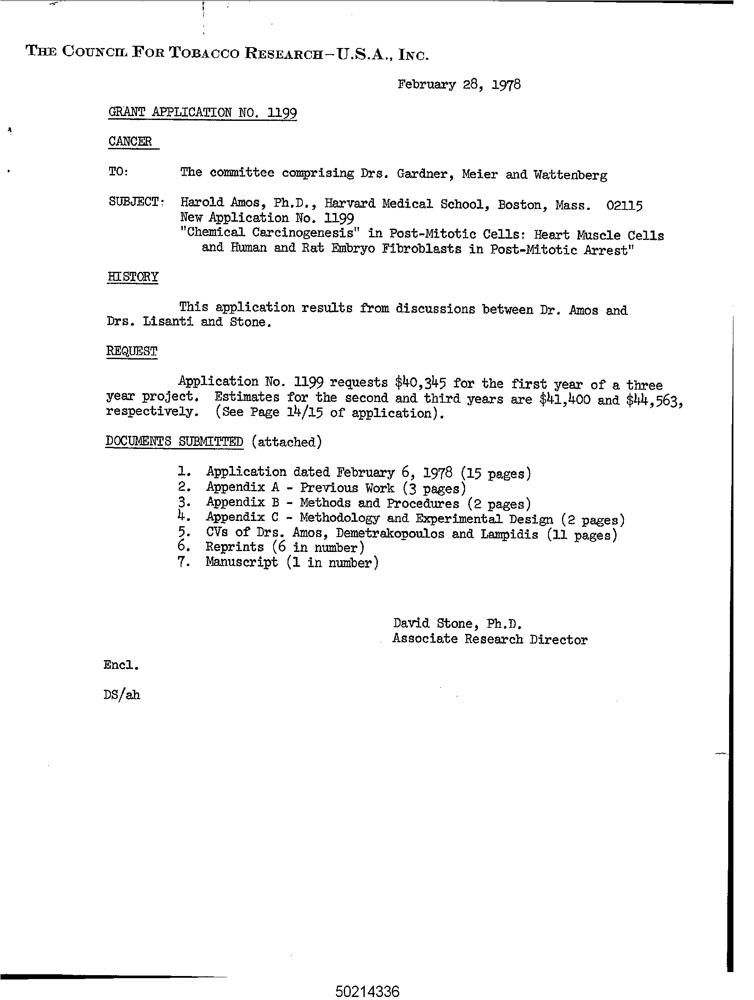 THE COUNCIL FOR TOBACCO RESEARCH–U.S.A., INC.
February 28, 1978
GRANT APPLICATION NO. 1199
CANCER
TO: The committee comprising Drs. Gardner, Meier and Wattenberg
SUBJECT: Harold Amos, Ph.D., Harvard Medical School, Boston, Mass. 02115
New Application No. 1199
"Chemical Carcinogenesis" in Post-Mitotic Cells: Heart Muscle Cells
and Human and Rat Embryo Fibroblasts in Post-Mitotic Arrest"
HISTORY
This application results from discussions between Dr. Amos and
Drs. Lisanti and Stone.
REQUEST
Application No. 1199 requests $40,345 for the first year of a three
year project. Estimates for the second and third years are $41,400 and $44,563,
respectively. (See Page 14/15 of application).
DOCUMENTS SUBMITTED (attached)
1. Application dated February 6, 1978 (15 pages)
2. Appendix A - Previous Work (3 pages)
3. Appendix B - Methods and Procedures (2 pages)
4. Appendix C - Methodology and Experimental Design (2 pages)
5. CVs of Drs. Amos, Demetrakopoulos and Lampidis (11 pages)
6. Reprints (6 in number)
7. Manuscript (1 in number)
David Stone, Ph.D.
Associate Research Director
Encl.
DS/ah
50214336